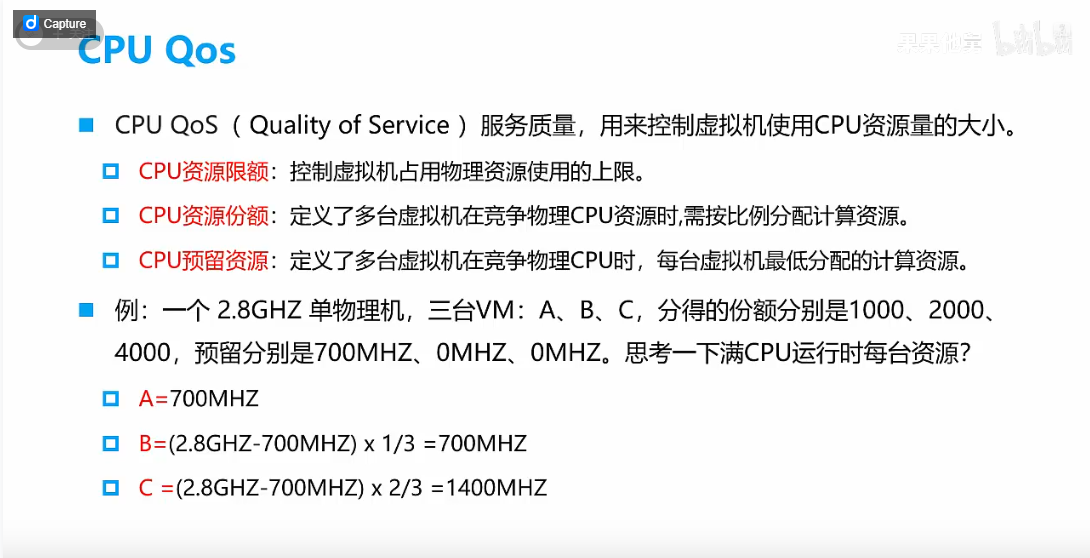 Capture
CPU Qos
bilibili
CPU QoS（ Quality of Service ）服务质量，用来控制虚拟机使用CPU资源量的大小。
CPU资源限额：控制虚拟机占用物理资源使用的上限。
CPU资源份额：定义了多台虚拟机在竞争物理CPU资源时,需按比例分配计算资源。
CPU预留资源：定义了多台虚拟机在竞争物理CPU时，每台虚拟机最低分配的计算资源。
例：一个 2.8GHZ 单物理机，三台VM：A、B、C，分得的份额分别是1000、2000、
4000，预留分别是700MHZ、0MHZ、0MHZ。思考一下满CPU运行时每台资源？
A=700MHZ
B=(2.8GHZ-700MHZ) x 1/3 =700MHZ
C =(2.8GHZ-700MHZ) x 2/3 =1400MHZ